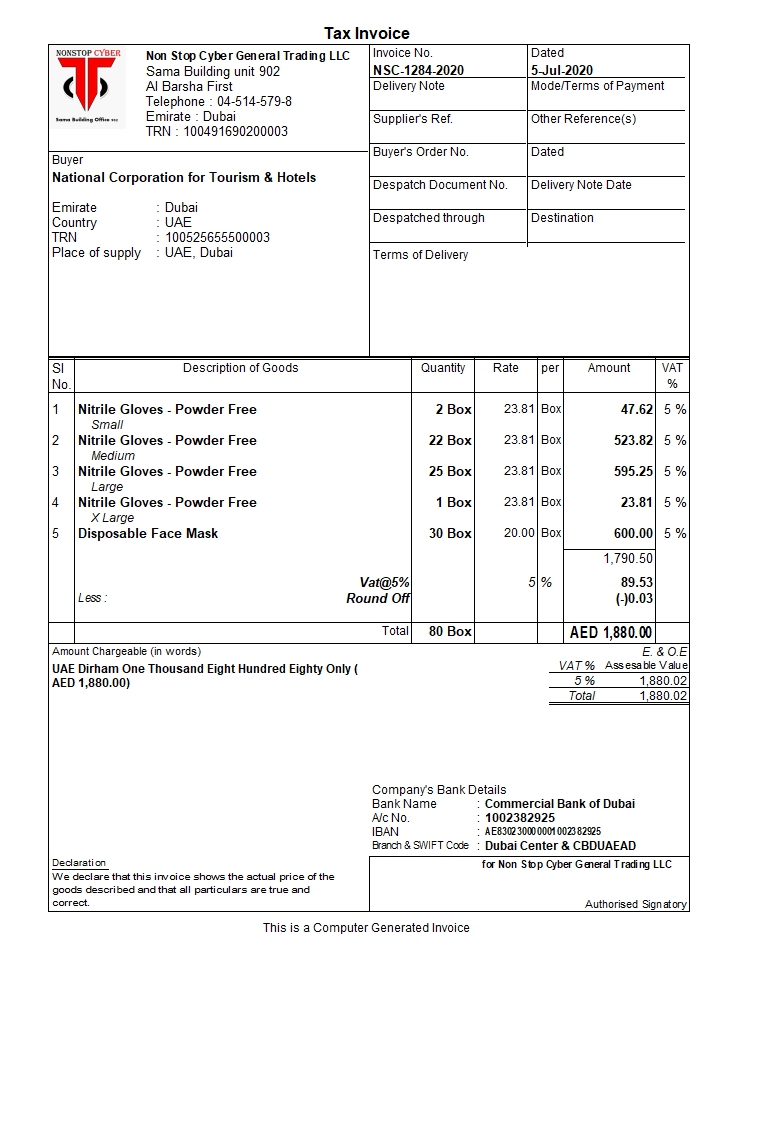 Tax Invoice
NONSTOP CYBER
Sama Building Office 902
Non Stop Cyber General Trading LLC
Sama Building unit 902
Al Barsha First
Telephone : 04-514-579-8
Emirate : Dubai
TRN : 100491690200003
Invoice No.
NSC-1284-2020
Dated
5-Jul-2020
Delivery Note
Mode/Terms of Payment
Supplier's Ref.
Other Reference(s)
Buyer
National Corporation for Tourism & Hotels
Emirate : Dubai
Country : UAE
TRN : 100525655500003
Place of supply : UAE, Dubai
Buyer's Order No.
Dated
Despatch Document No.
Delivery Note Date
Despatched through
Destination
Terms of Delivery
Sl No. Description of Goods Quantity Rate per Amount VAT %
1 Nitrile Gloves - Powder Free 2 Box 23.81 Box 47.62 5 %
Small
2 Nitrile Gloves - Powder Free 22 Box 23.81 Box 523.82 5 %
Medium
3 Nitrile Gloves - Powder Free 25 Box 23.81 Box 595.25 5 %
Large
4 Nitrile Gloves - Powder Free 1 Box 23.81 Box 23.81 5 %
X Large
5 Disposable Face Mask 30 Box 20.00 Box 600.00 5 %
1,790.50
Vat@5% 5 % 89.53
Less : Round Off (-)0.03
Total 80 Box AED 1,880.00
Amount Chargeable (in words) E. & O.E
UAE Dirham One Thousand Eight Hundred Eighty Only (
AED 1,880.00)
VAT % Assesable Value
5 % 1,880.02
Total 1,880.02
Company's Bank Details
Bank Name : Commercial Bank of Dubai
A/c No. : 1002382925
IBAN : AE830230000001002382925
Branch & SWIFT Code : Dubai Center & CBDUAEAD
Declaration
We declare that this invoice shows the actual price of the
goods described and that all particulars are true and
correct.
for Non Stop Cyber General Trading LLC
Authorised Signatory
This is a Computer Generated Invoice